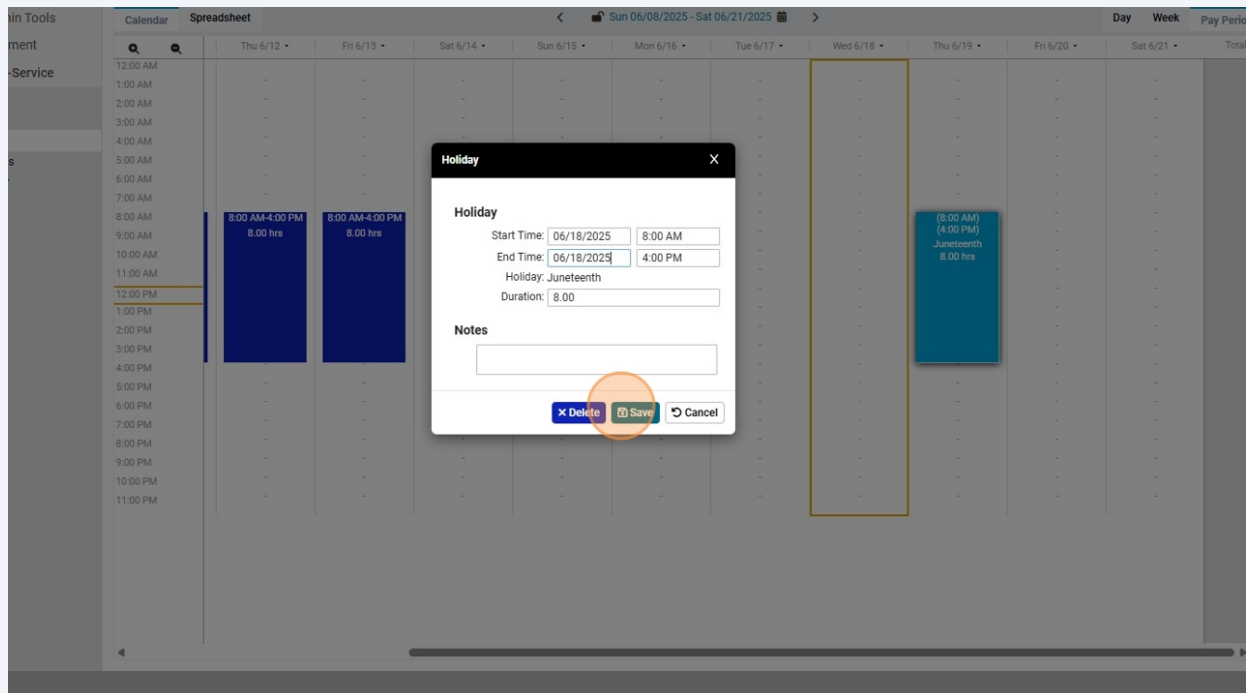 in Tools
ment
-Service
s
Calendar Spreadsheet
Sun 06/08/2025 - Sat 06/21/2025
Day Week Pay Perio
Thu 6/12 Fri 6/13 Sat 6/14 Sun 6/15 Mon 6/16 Tue 6/17 Wed 6/18 Thu 6/19 Fri 6/20 Sat 6/21 Total
12:00 AM
1:00 AM
2:00 AM
3:00 AM
4:00 AM
5:00 AM
6:00 AM
7:00 AM
8:00 AM
9:00 AM
10:00 AM
11:00 AM
12:00 PM
1:00 PM
2:00 PM
3:00 PM
4:00 PM
5:00 PM
6:00 PM
7:00 PM
8:00 PM
9:00 PM
10:00 PM
11:00 PM
8:00 AM-4:00 PM
8.00 hrs
8:00 AM-4:00 PM
8.00 hrs
Holiday X
Holiday
Start Time: 06/18/2025 8:00 AM
End Time: 06/18/2025 4:00 PM
Holiday: Juneteenth
Duration: 8.00
Notes
Delete Save Cancel
(8:00 AM)
(4:00 PM)
Juneteenth
8.00 hrs